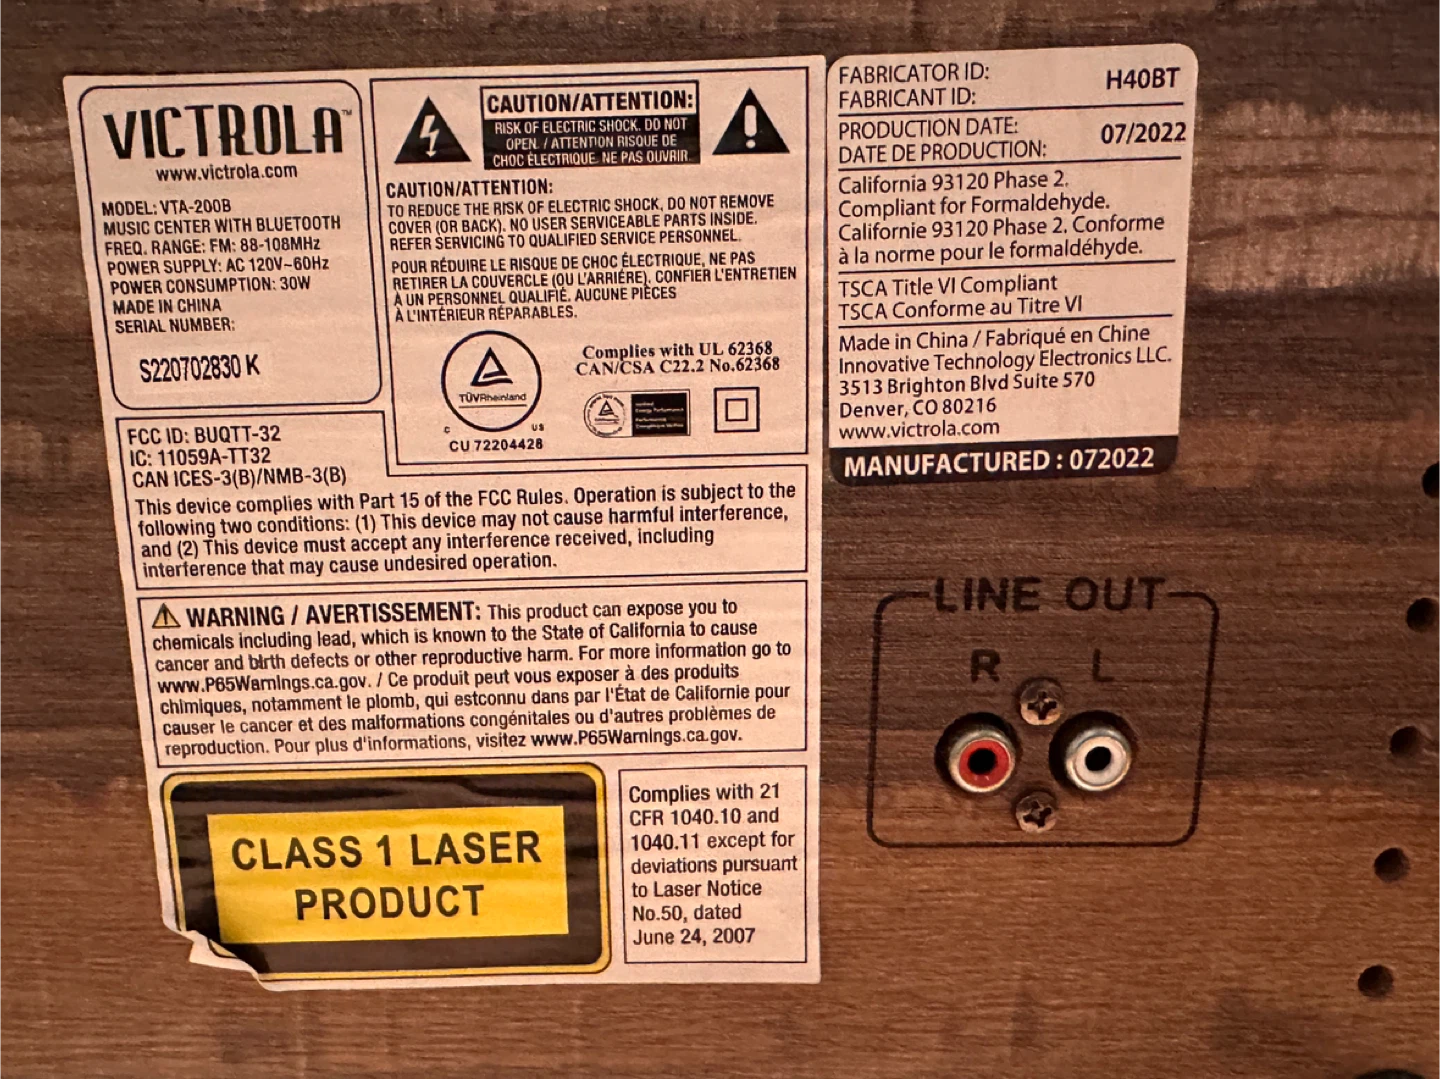 VICTROLA™
www.victrola.com
MODEL: VTA-200B
MUSIC CENTER WITH BLUETOOTH
FREQ. RANGE: FM: 88-108MHz
POWER SUPPLY: AC 120V~60Hz
POWER CONSUMPTION: 30W
MADE IN CHINA
SERIAL NUMBER:
S220702830 K
CAUTION/ATTENTION:
RISK OF ELECTRIC SHOCK. DO NOT
OPEN. / ATTENTION RISQUE DE
CHOC ÉLECTRIQUE. NE PAS OUVRIR.
CAUTION/ATTENTION:
TO REDUCE THE RISK OF ELECTRIC SHOCK, DO NOT REMOVE
COVER (OR BACK). NO USER SERVICEABLE PARTS INSIDE.
REFER SERVICING TO QUALIFIED SERVICE PERSONNEL.
POUR RÉDUIRE LE RISQUE DE CHOC ÉLECTRIQUE, NE PAS
RETIRER LA COUVERCLE (OU L'ARRIÉRE). CONFIER L'ENTRETIEN
À UN PERSONNEL QUALIFIÉ. AUCUNE PIÈCES
À L'INTÉRIEUR RÉPARABLES.
TÜVRheinland
C US
CU 72204428
Complies with UL 62368
CAN/CSA C22.2 No.62368
FCC ID: BUQTT-32
IC: 11059A-TT32
CAN ICES-3(B)/NMB-3(B)
This device complies with Part 15 of the FCC Rules. Operation is subject to the
following two conditions: (1) This device may not cause harmful interference,
and (2) This device must accept any interference received, including
interference that may cause undesired operation.
WARNING / AVERTISSEMENT: This product can expose you to
chemicals including lead, which is known to the State of California to cause
cancer and birth defects or other reproductive harm. For more information go to
www.P65Warnings.ca.gov. / Ce produit peut vous exposer à des produits
chimiques, notamment le plomb, qui estconnu dans par l'État de Californie pour
causer le cancer et des malformations congénitales ou d'autres problèmes de
reproduction. Pour plus d'informations, visitez www.P65Warnings.ca.gov.
CLASS 1 LASER
PRODUCT
Complies with 21
CFR 1040.10 and
1040.11 except for
deviations pursuant
to Laser Notice
No.50, dated
June 24, 2007
FABRICATOR ID:
FABRICANT ID:
H40BT
PRODUCTION DATE:
DATE DE PRODUCTION:
07/2022
California 93120 Phase 2.
Compliant for Formaldehyde.
Californie 93120 Phase 2. Conforme
à la norme pour le formaldéhyde.
TSCA Title VI Compliant
TSCA Conforme au Titre VI
Made in China / Fabriqué en Chine
Innovative Technology Electronics LLC.
3513 Brighton Blvd Suite 570
Denver, CO 80216
www.victrola.com
MANUFACTURED : 072022
LINE OUT
R L